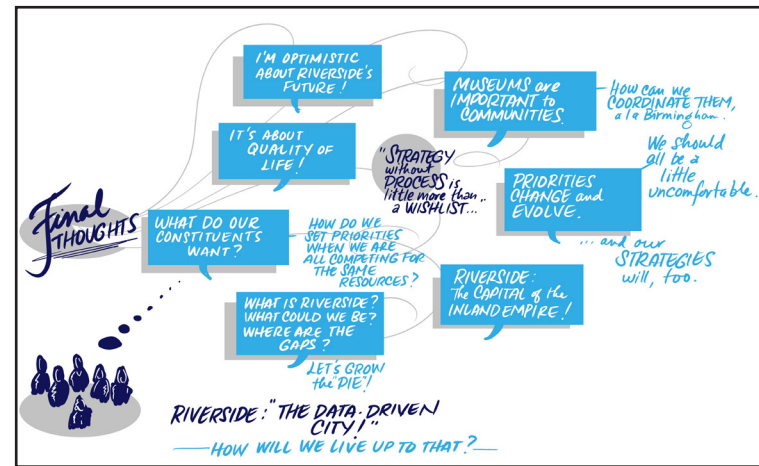 Final
THOUGHTS
I'M OPTIMISTIC
ABOUT RIVERSIDE'S
FUTURE!
IT'S ABOUT
QUALITY OF
LIFE!
WHAT DO OUR
CONSTITUENTS
WANT?
HOW DO WE
SET PRIORITIES
WHEN WE ARE
ALL COMPETING FOR
THE SAME
RESOURCES?
WHAT IS RIVERSIDE?
WHAT COULD WE BE?
WHERE ARE THE
GAPS?
LET'S GROW
the "PIE"!
"STRATEGY
without
PROCESS is
little more than..
a WISHLIST...
MUSEUMS are
IMPORTANT to
COMMUNITIES.
HOW can we
COORDINATE THEM,
a la Birmingham.
PRIORITIES
CHANGE and
EVOLVE.
We should
all be a
little
uncomfortable.
... and our
STRATEGIES
will, too.
RIVERSIDE:
The CAPITAL of the
INLAND EMPIRE!
RIVERSIDE: "THE DATA-DRIVEN
CITY!"
HOW WILL WE LIVE UP TO THAT?